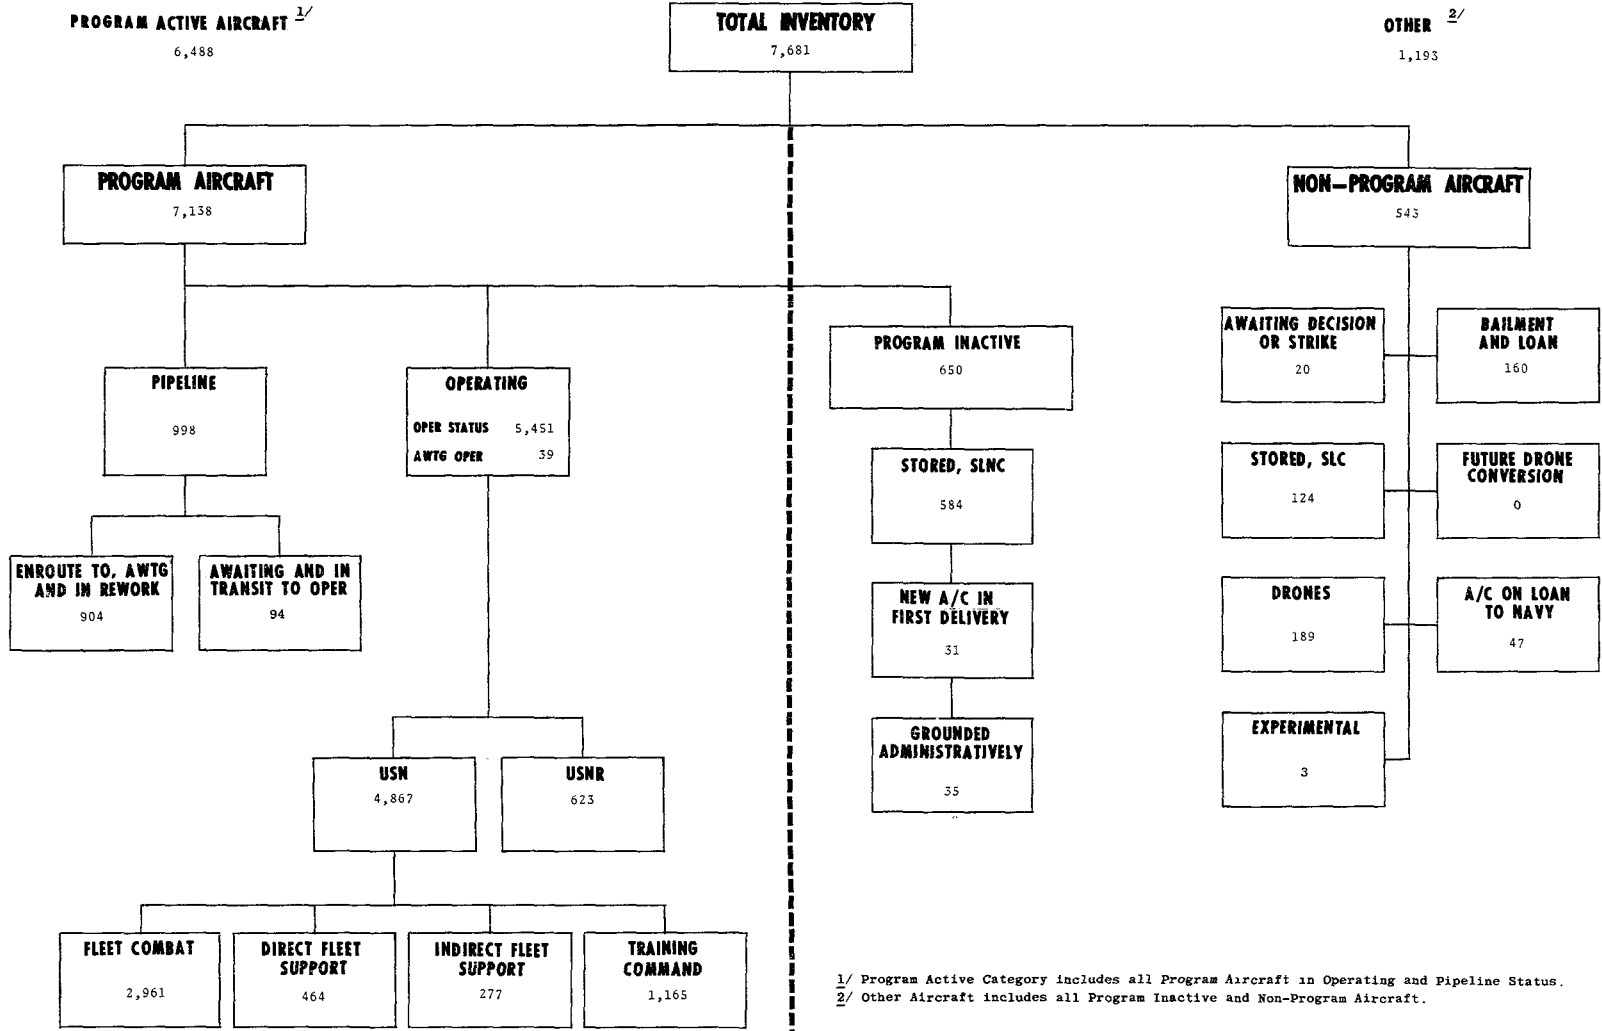 PROGRAM ACTIVE AIRCRAFT 1/
6,488
TOTAL INVENTORY
7,681
OTHER 2/
1,193
PROGRAM AIRCRAFT
7,138
NON-PROGRAM AIRCRAFT
543
PIPELINE
998
OPERATING
OPER STATUS 5,451
AWTG OPER 39
PROGRAM INACTIVE
650
AWAITING DECISION
OR STRIKE
20
BAILMENT
AND LOAN
160
STORED, SLNC
584
STORED, SLC
124
FUTURE DRONE
CONVERSION
0
ENROUTE TO, AWTG
AND IN REWORK
904
AWAITING AND IN
TRANSIT TO OPER
94
NEW A/C IN
FIRST DELIVERY
31
DRONES
189
A/C ON LOAN
TO NAVY
47
USN
4,867
USNR
623
GROUNDED
ADMINISTRATIVELY
35
EXPERIMENTAL
3
FLEET COMBAT
2,961
DIRECT FLEET
SUPPORT
464
INDIRECT FLEET
SUPPORT
277
TRAINING
COMMAND
1,165
1/ Program Active Category includes all Program Aircraft in Operating and Pipeline Status.
2/ Other Aircraft includes all Program Inactive and Non-Program Aircraft.